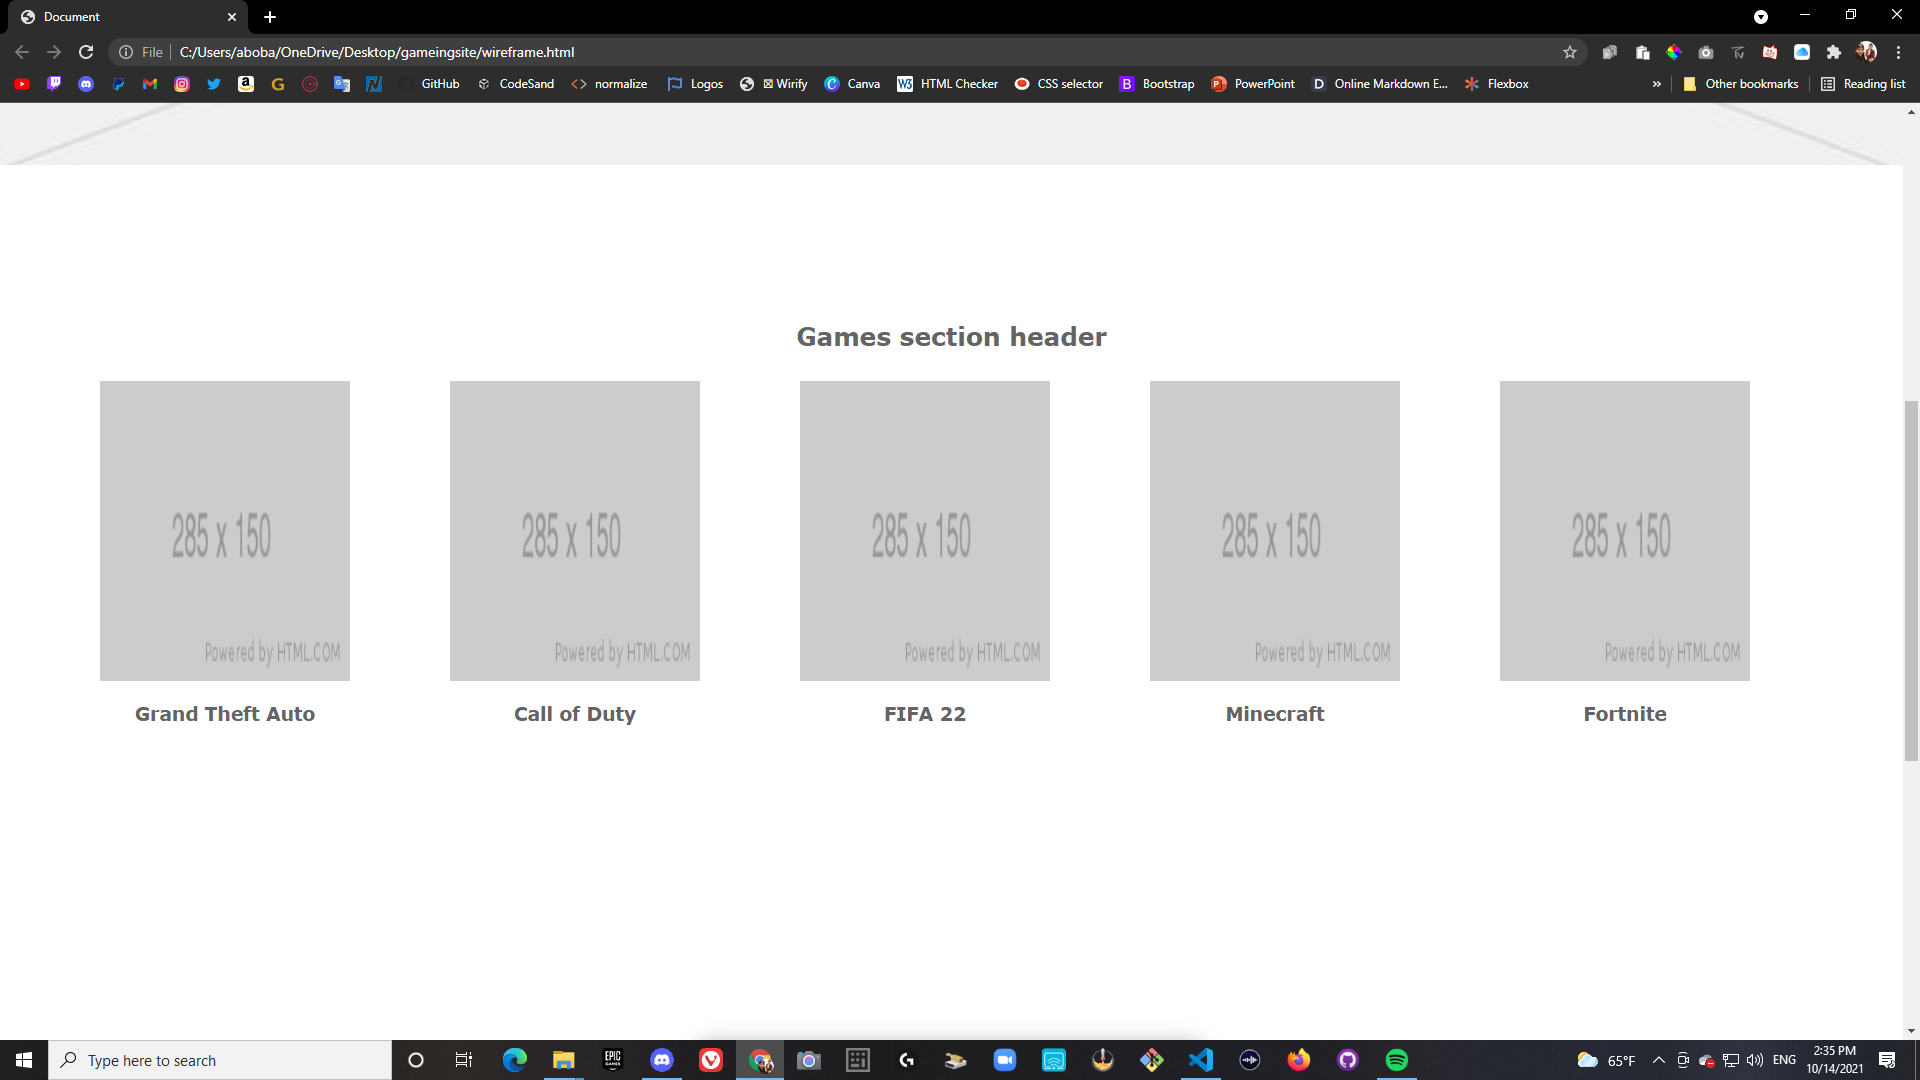 Document
File
C:/Users/aboba/OneDrive/Desktop/gameingsite/wireframe.html
GitHub CodeSand normalize Logos Wirify Canva HTML Checker CSS selector Bootstrap PowerPoint Online Markdown E... Flexbox » Other bookmarks Reading list
Games section header
285 x 150 285 x 150 285 x 150 285 x 150 285 x 150
Powered by HTML.COM Powered by HTML.COM Powered by HTML.COM Powered by HTML.COM Powered by HTML.COM
Grand Theft Auto Call of Duty FIFA 22 Minecraft Fortnite
Type here to search
EPIC
GAMES
65°F
ENG
2:35 PM
10/14/2021